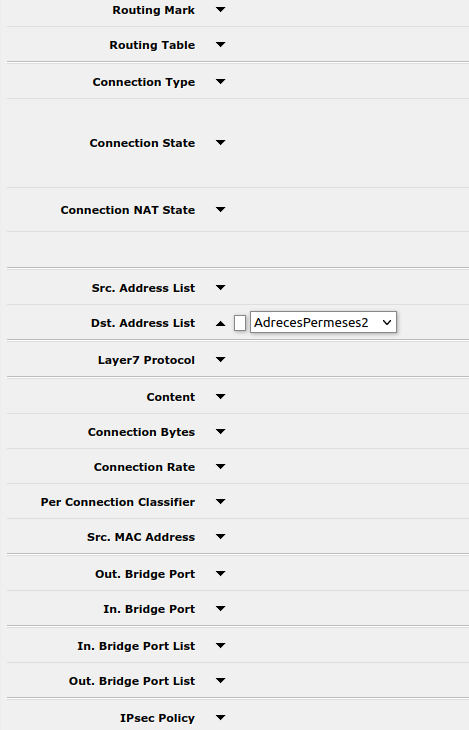 Routing Mark
Routing Table
Connection Type
Connection State
Connection NAT State
Src. Address List
Dst. Address List AdrecesPermeses2
Layer7 Protocol
Content
Connection Bytes
Connection Rate
Per Connection Classifier
Src. MAC Address
Out. Bridge Port
In. Bridge Port
In. Bridge Port List
Out. Bridge Port List
IPsec Policy